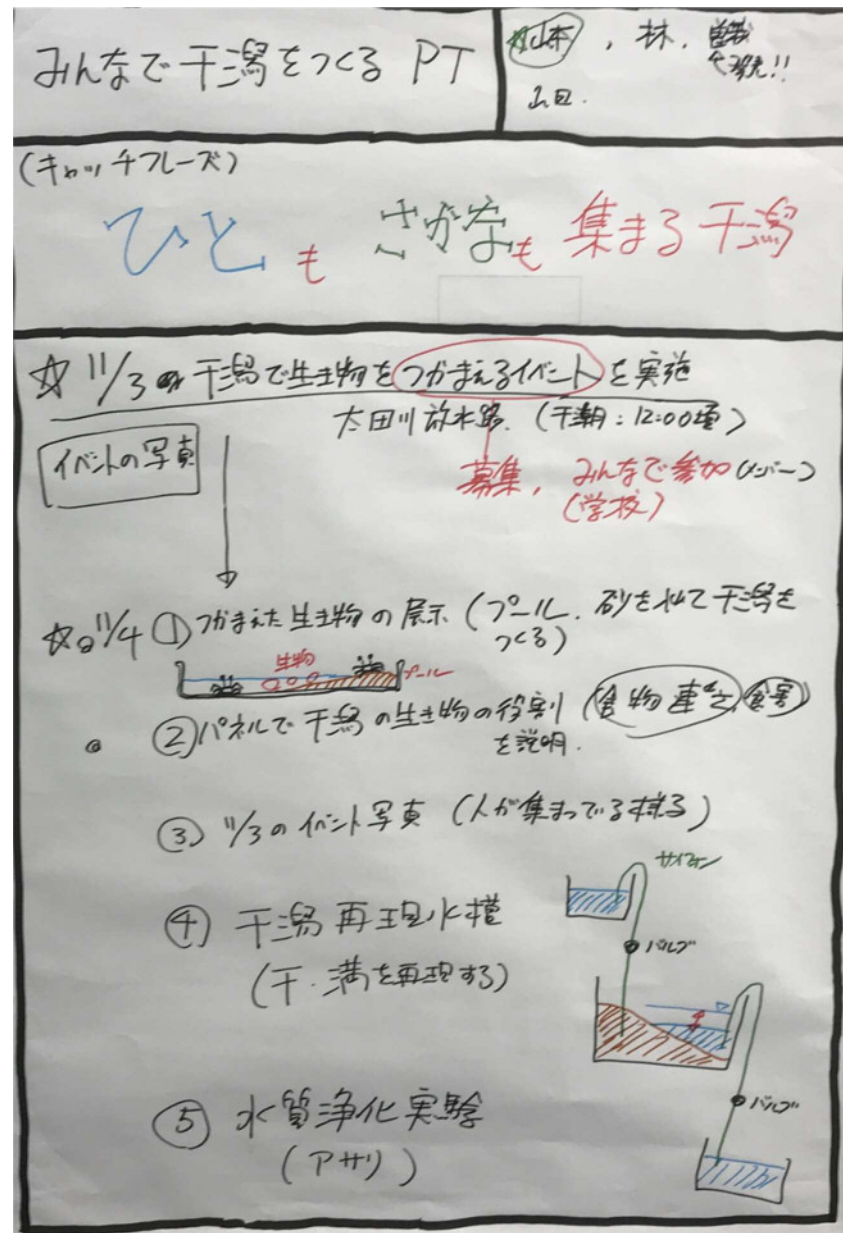 みんなで干潟をつくる PT
山本, 林,
発!!
山田.
(キャッチフレーズ)
ひともさかなも集まる干潟
☆ 11/3 の 干潟で生き物をつかまえるイベントを実施
太田川放水路. (干潮:12:00頃)
イベントの写真
募集, みんなで参加 (メンバー)
(学校)
☆ 11/4 ① つかまえた生き物の展示 (プール. 砂を社て干潟を
つくる)
生物
プール
② パネルで干潟の生き物の役割 (食物連さ, 食害)
を説明.
③ 11/3のイベント写真 (人が集まってる様子)
サイフォン
④ 干潟再現水槽
バルブ
(干・満を再現する)
バルブ
⑤ 水質浄化実験
(アサリ)